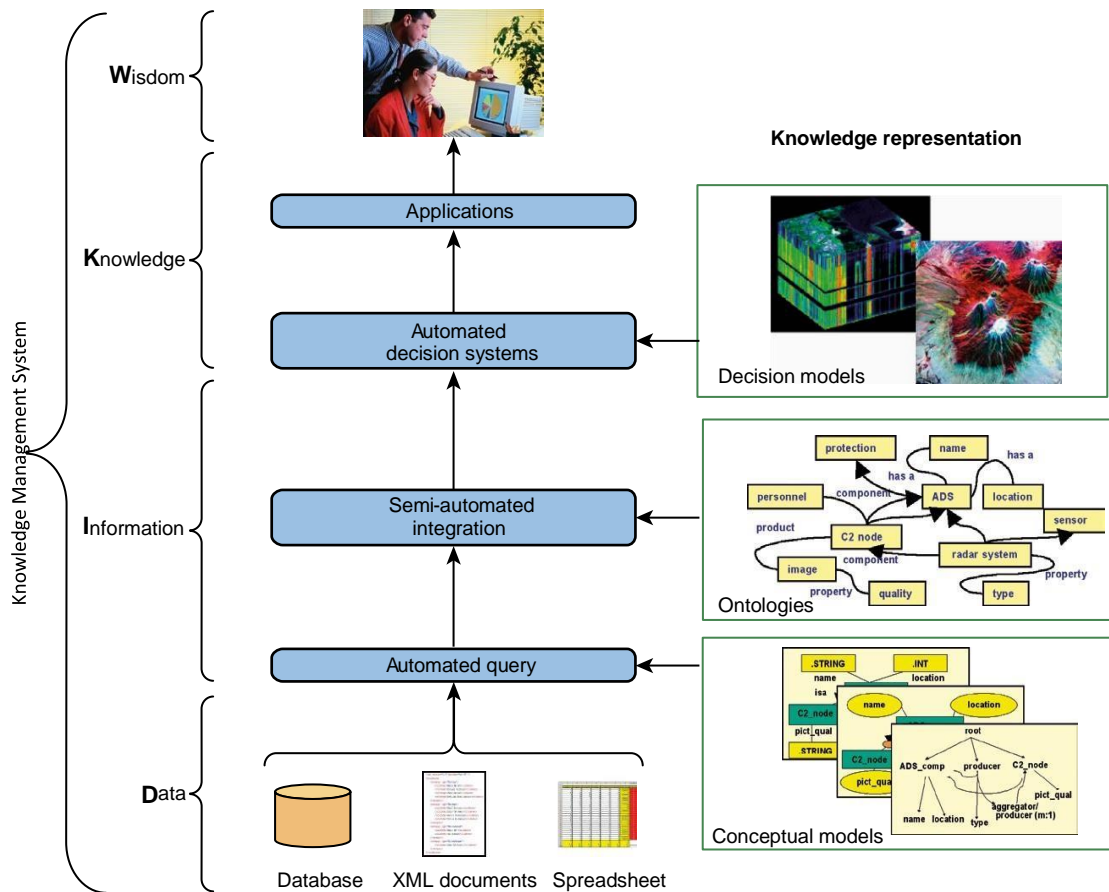 Knowledge Management System
Wisdom
Knowledge
Information
Data
Applications
Automated
decision systems
Semi-automated
integration
Automated query
Database
XML documents
Spreadsheet
Knowledge representation
Decision models
protection
name
has a
has a
personnel
component
ADS
location
sensor
product
C2 node
component
radar system
image
property
property
quality
type
Ontologies
.STRING
.INT
name
location
isa
C2_node
pict_qual
.STRING
name
location
C2_node
root
ADS_comp
producer
C2_node
pict_qual
aggregator/
producer (m:1)
name
location
type
Conceptual models